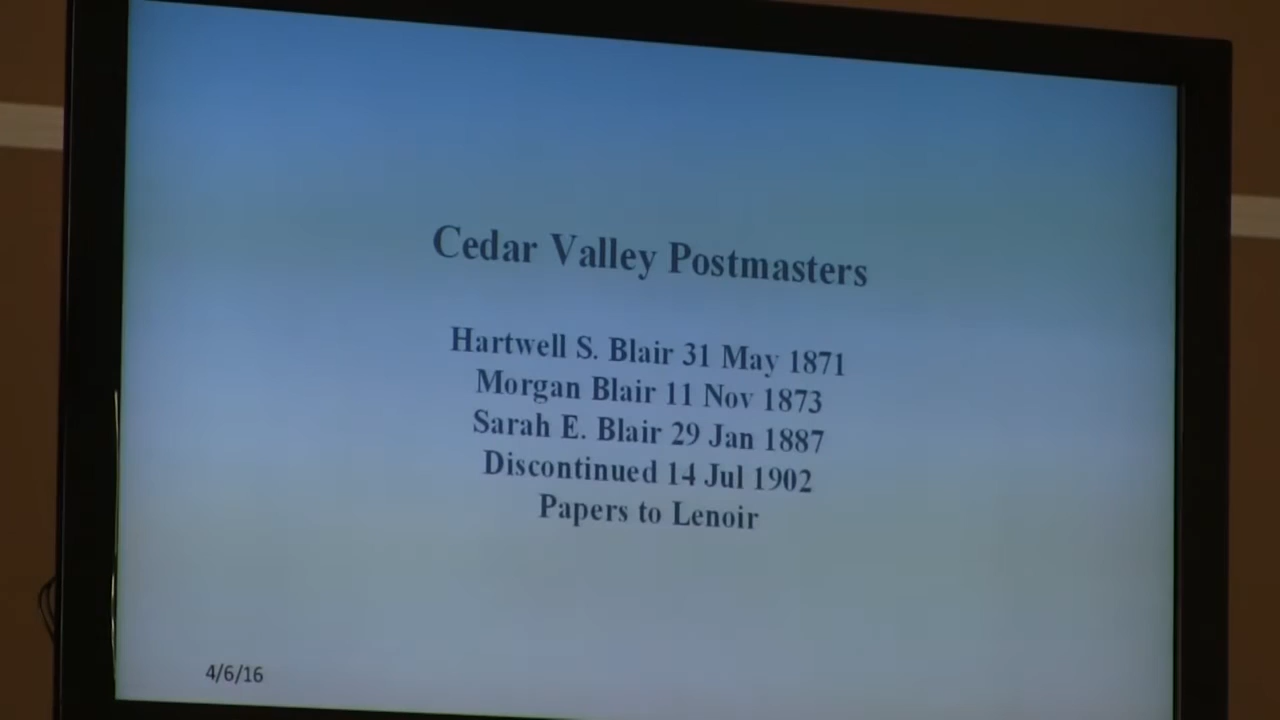 Cedar Valley Postmasters
Hartwell S. Blair 31 May 1871
Morgan Blair 11 Nov 1873
Sarah E. Blair 29 Jan 1887
Discontinued 14 Jul 1902
Papers to Lenoir
4/6/16